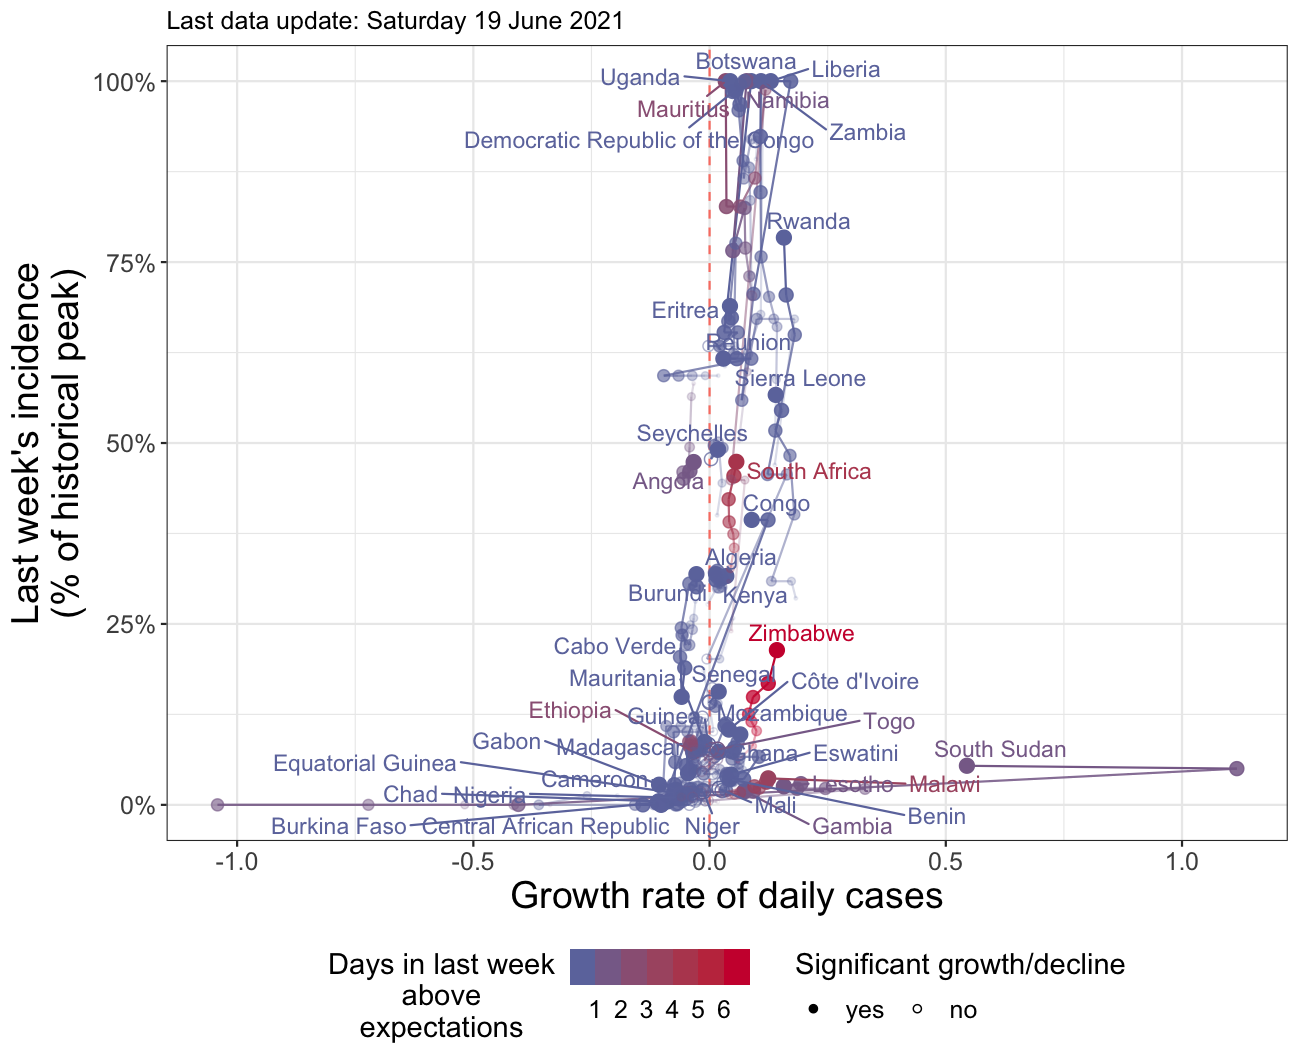 Last data update: Saturday 19 June 2021
Last week's incidence
(% of historical peak)
100%
75%
50%
25%
0%
Botswana
Liberia
Uganda
Mauritius
Namibia
Zambia
Democratic Republic of the Congo
Rwanda
Eritrea
Réunion
Sierra Leone
Seychelles
Angola
South Africa
Congo
Algeria
Burundi
Kenya
Zimbabwe
Cabo Verde
Mauritania
Senegal
Côte d'Ivoire
Ethiopia
Guinea
Mozambique
Togo
Gabon
Madagascar
Ghana
Eswatini
South Sudan
Equatorial Guinea
Cameroon
Lesotho
Malawi
Chad
Nigeria
Mali
Benin
Burkina Faso
Central African Republic
Niger
Gambia
-1.0
-0.5
0.0
0.5
1.0
Growth rate of daily cases
Days in last week
above
expectations
1 2 3 4 5 6
Significant growth/decline
yes
no